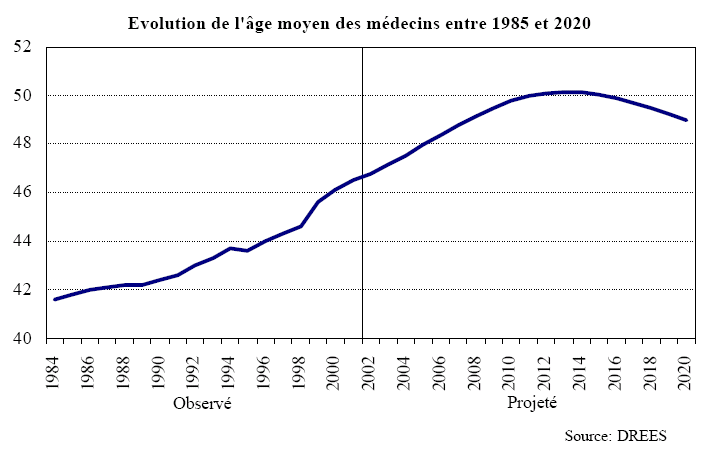 Evolution de l'âge moyen des médecins entre 1985 et 2020
52
50
48
46
44
42
40
1984 1986 1988 1990 1992 1994 1996 1998 2000 2002 2004 2006 2008 2010 2012 2014 2016 2018 2020
Observé Projeté
Source: DREES